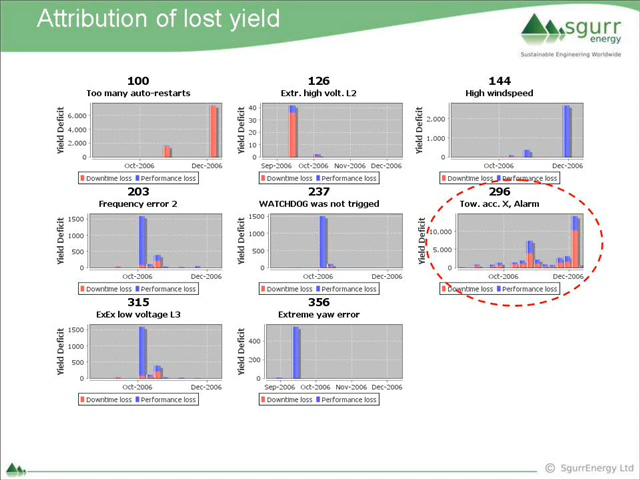 Attribution of lost yield
sgurr
energy
Sustainable Engineering Worldwide
100
Too many auto-restarts
Yield Deficit
6.000
4.000
2.000
0
Oct-2006
Dec-2006
Downtime loss
Performance loss
126
Extr. high volt. L2
Yield Deficit
40
30
20
10
0
Sep-2006
Oct-2006
Nov-2006
Dec-2006
Downtime loss
Performance loss
144
High windspeed
Yield Deficit
2.000
1.000
0
Oct-2006
Dec-2006
Downtime loss
Performance loss
203
Frequency error 2
Yield Deficit
1500
1000
500
0
Oct-2006
Dec-2006
Downtime loss
Performance loss
237
WATCHDOG was not trigged
Yield Deficit
1500
1000
500
0
Oct-2006
Dec-2006
Downtime loss
Performance loss
296
Tow. acc. X, Alarm
Yield Deficit
10.000
5.000
0
Oct-2006
Dec-2006
Downtime loss
Performance loss
315
ExEx low voltage L3
Yield Deficit
1500
1000
500
0
Oct-2006
Dec-2006
Downtime loss
Performance loss
356
Extreme yaw error
Yield Deficit
400
200
0
Sep-2006
Oct-2006
Nov-2006
Dec-2006
Downtime loss
Performance loss
© SgurrEnergy Ltd